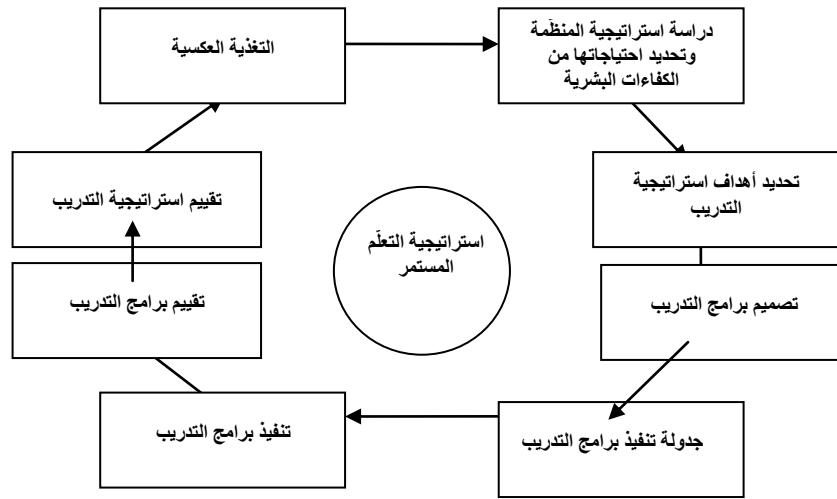 دراسة استراتيجية المنظّمة
وتحديد احتياجاتها من
الكفاءات البشرية
التغذية العكسية
تحديد أهداف استراتيجية
التدريب
تقييم استراتيجية التدريب
استراتيجية التعلّم
المستمر
تصميم برامج التدريب
تقييم برامج التدريب
جدولة تنفيذ برامج التدريب
تنفيذ برامج التدريب